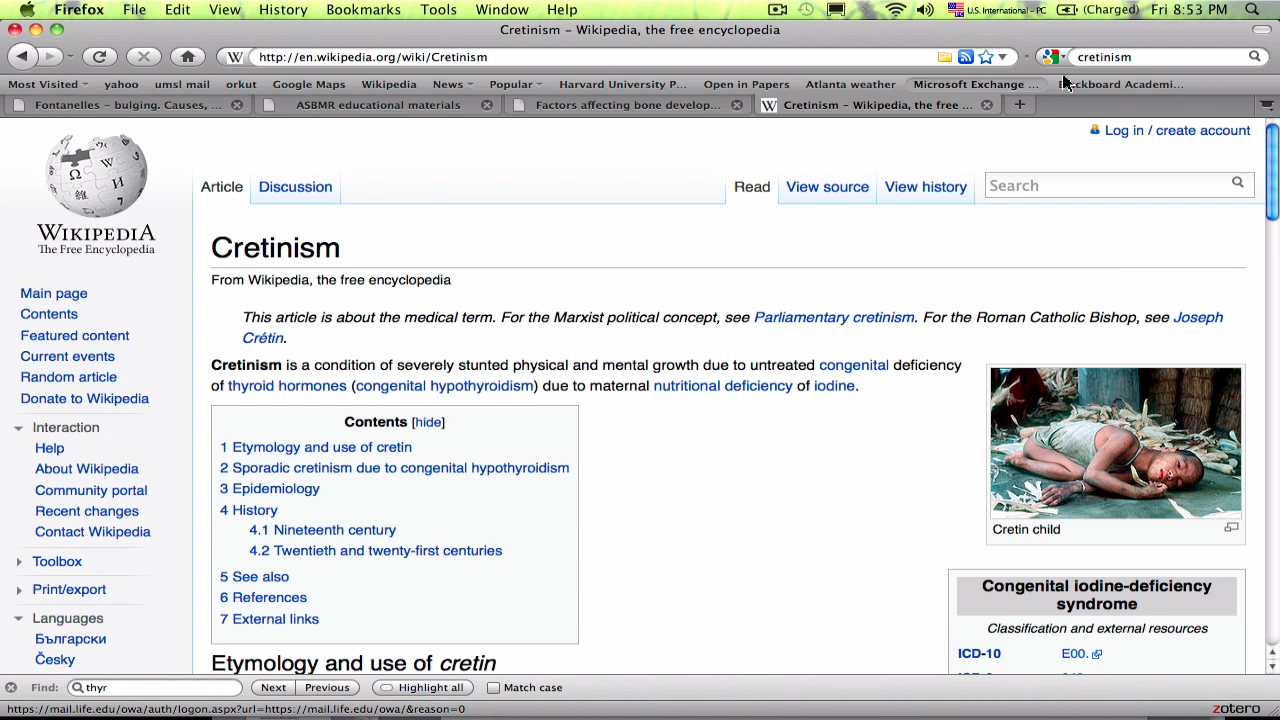 Firefox File Edit View History Bookmarks Tools Window Help U.S. International - PC (Charged) Fri 8:53 PM
Cretinism – Wikipedia, the free encyclopedia
http://en.wikipedia.org/wiki/Cretinism cretinism
Most Visited yahoo umsl mail orkut Google Maps Wikipedia News Popular Harvard University P... Open in Papers Atlanta weather Microsoft Exchange ... ckboard Academi...
Fontanelles – bulging. Causes, ... ASBMR educational materials Factors affecting bone develop... Cretinism – Wikipedia, the free ...
Log in / create account
Article Discussion Read View source View history Search
WIKIPEDIA
The Free Encyclopedia
Main page
Contents
Featured content
Current events
Random article
Donate to Wikipedia
Interaction
Help
About Wikipedia
Community portal
Recent changes
Contact Wikipedia
Toolbox
Print/export
Languages
Български
Česky
Cretinism
From Wikipedia, the free encyclopedia
This article is about the medical term. For the Marxist political concept, see Parliamentary cretinism. For the Roman Catholic Bishop, see Joseph
Crétin.
Cretinism is a condition of severely stunted physical and mental growth due to untreated congenital deficiency
of thyroid hormones (congenital hypothyroidism) due to maternal nutritional deficiency of iodine.
Contents [hide]
1 Etymology and use of cretin
2 Sporadic cretinism due to congenital hypothyroidism
3 Epidemiology
4 History
4.1 Nineteenth century
4.2 Twentieth and twenty-first centuries
5 See also
6 References
7 External links
Etymology and use of cretin
Cretin child
Congenital iodine-deficiency
syndrome
Classification and external resources
ICD-10 E00.
Find: thyr Next Previous Highlight all Match case
https://mail.life.edu/owa/auth/logon.aspx?url=https://mail.life.edu/owa/&reason=0 zotero